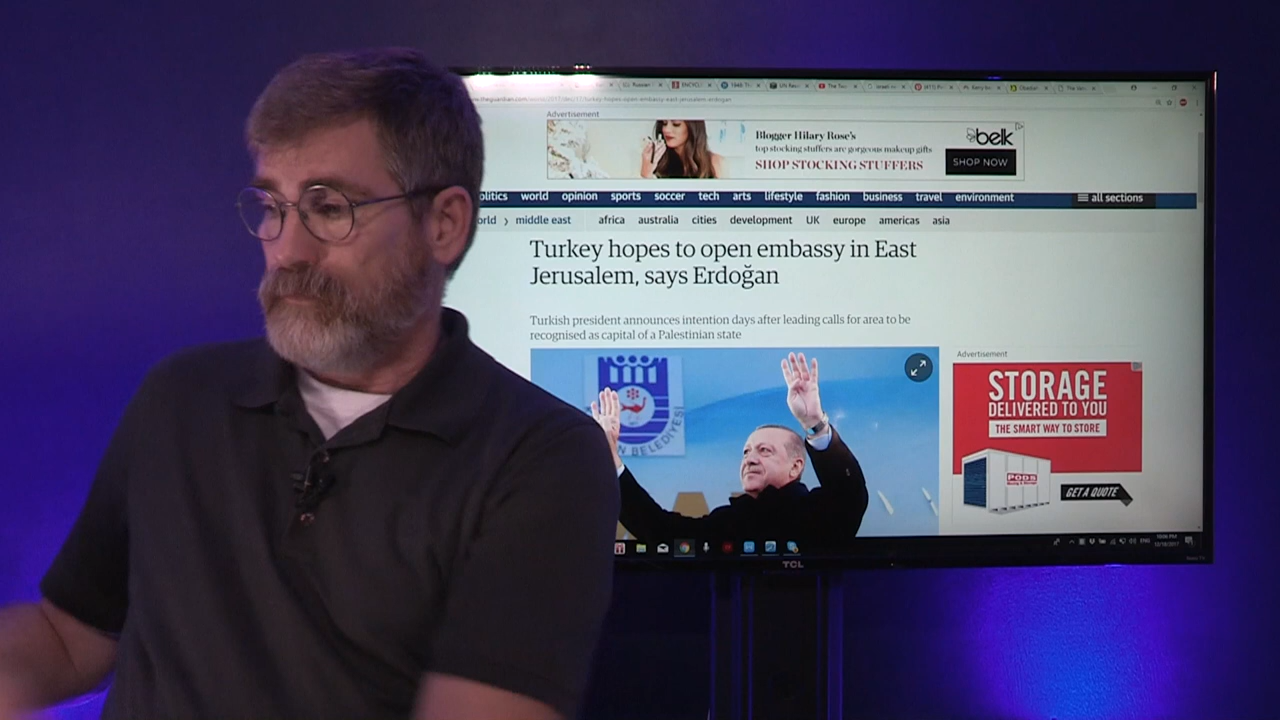 Advertisement
Blogger Hilary Rose's
top stocking stuffers are gorgeous makeup gifts
SHOP STOCKING STUFFERS
belk
SHOP NOW
world opinion sports soccer tech arts lifestyle fashion business travel environment
all sections
middle east africa australia cities development UK europe americas asia
Turkey hopes to open embassy in East
Jerusalem, says Erdoğan
Turkish president announces intention days after leading calls for area to be
recognised as capital of a Palestinian state
BELEDİYESİ
Advertisement
STORAGE
DELIVERED TO YOU
THE SMART WAY TO STORE
PODS
GET A QUOTE
ENG
TCL